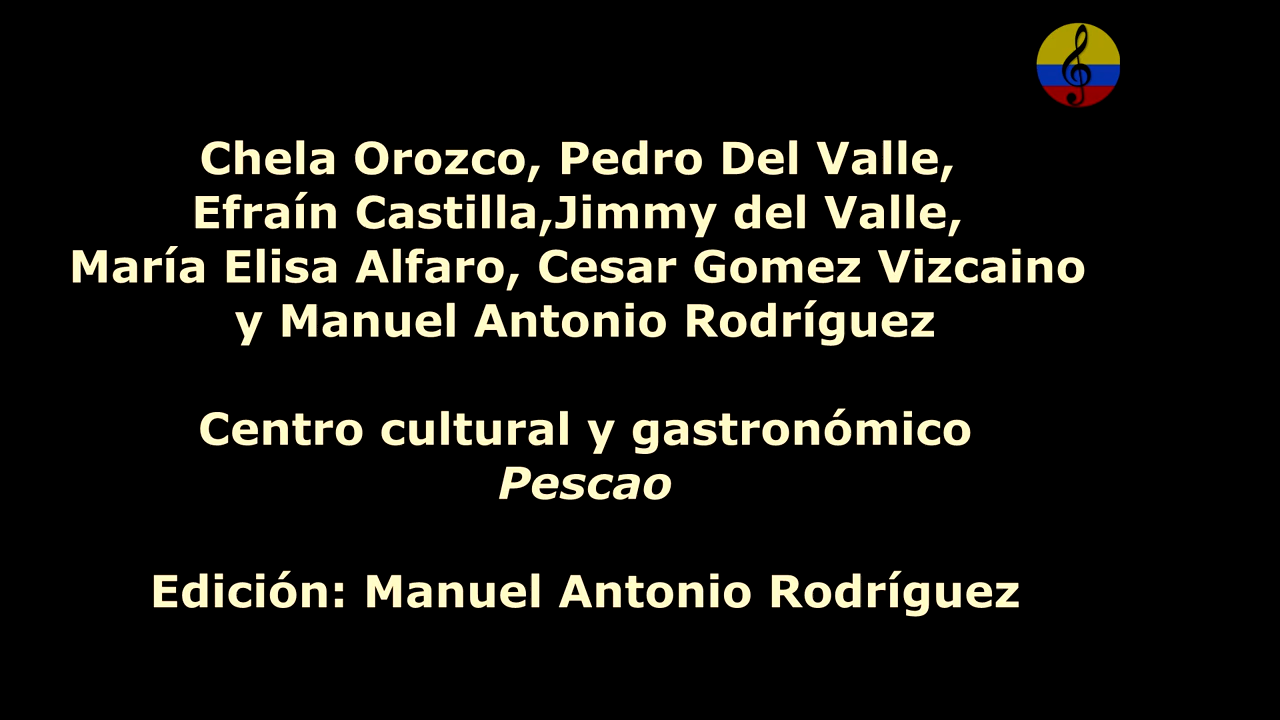 Chela Orozco, Pedro Del Valle,
Efraín Castilla,Jimmy del Valle,
María Elisa Alfaro, Cesar Gomez Vizcaino
y Manuel Antonio Rodríguez
Centro cultural y gastronómico
Pescao
Edición: Manuel Antonio Rodríguez